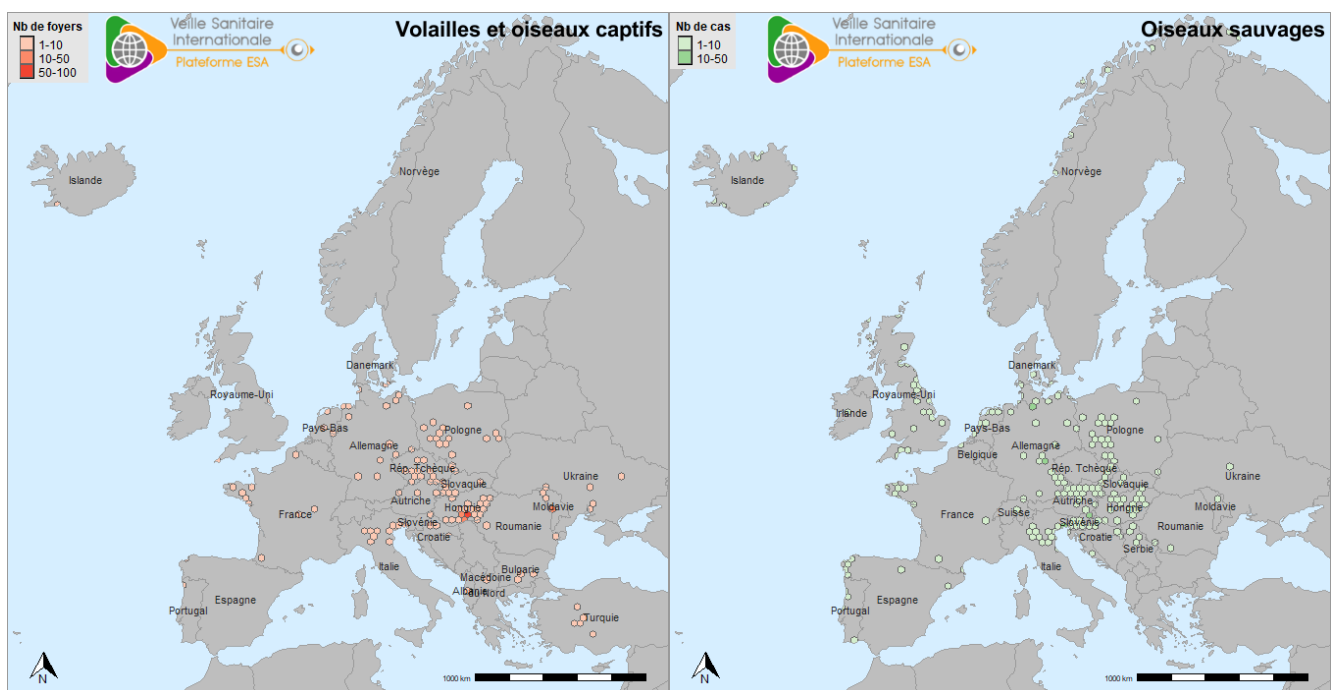 Nb de foyers
1-10
10-50
50-100
Veille Sanitaire
Internationale
Plateforme ESA
Volailles et oiseaux captifs
Islande
Norvège
Danemark
Royaume-Uni
Pays-Bas
Pologne
Allemagne
Rép. Tchèque
Ukraine
Slovaquie
Autriche
Hongrie
Moldavie
France
Slovénie
Roumanie
Croatie
Italie
Bulgarie
Macédoine
du Nord
Albanie
Espagne
Portugal
Turquie
N
1000 km
Nb de cas
1-10
10-50
Veille Sanitaire
Internationale
Plateforme ESA
Oiseaux sauvages
Islande
Norvège
Danemark
Royaume-Uni
Irlande
Pays-Bas
Pologne
Allemagne
Belgique
Rép. Tchèque
Ukraine
Slovaquie
Autriche
Hongrie
Moldavie
France
Suisse
Slovénie
Roumanie
Croatie
Serbie
Italie
Espagne
Portugal
N
1000 km